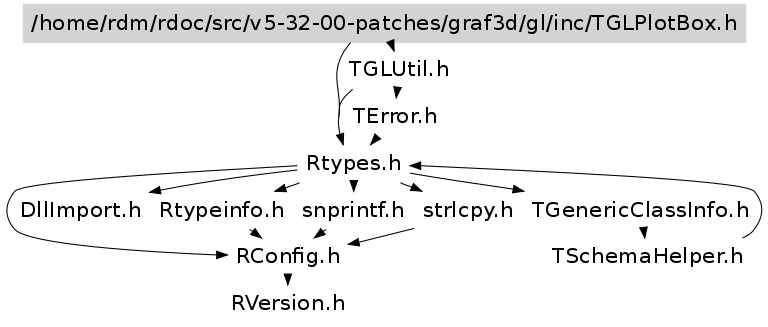 /home/rdm/rdoc/src/v5-32-00-patches/graf3d/gl/inc/TGLPlotBox.h
TGLUtil.h
TError.h
Rtypes.h
DllImport.h Rtypeinfo.h snprintf.h strlcpy.h TGenericClassInfo.h
RConfig.h TSchemaHelper.h
RVersion.h